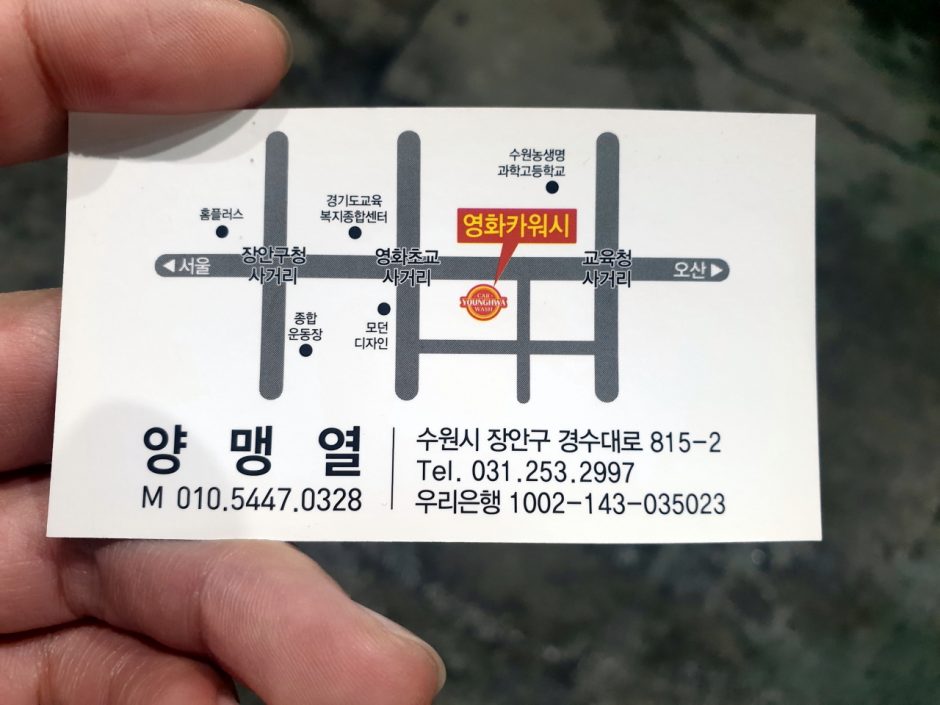 수원농생명
과학고등학교
경기도교육
복지종합센터
홈플러스
영화카워시
◀서울
장안구청
사거리
영화초교
사거리
교육청
사거리
오산▶
CAR
YOUNGHWA
WASH
종합
운동장
모던
디자인
양 맹 열
M 010.5447.0328
수원시 장안구 경수대로 815-2
Tel. 031.253.2997
우리은행 1002-143-035023